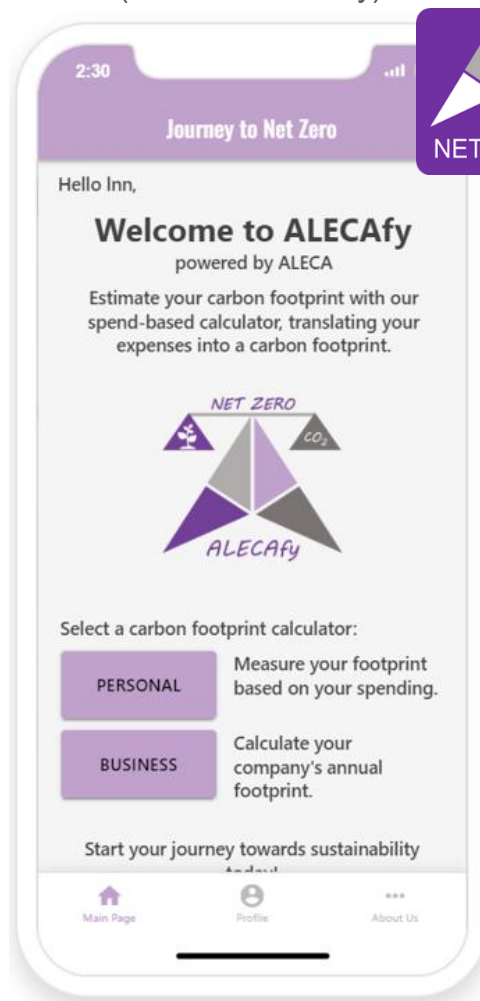 2:30
Journey to Net Zero
NET
Hello Inn,
Welcome to ALECAfy
powered by ALECA
Estimate your carbon footprint with our
spend-based calculator, translating your
expenses into a carbon footprint.
NET ZERO
CO₂
ALECAfy
Select a carbon footprint calculator:
PERSONAL
Measure your footprint
based on your spending.
BUSINESS
Calculate your
company's annual
footprint.
Start your journey towards sustainability
today!
Main Page
Profile
About Us